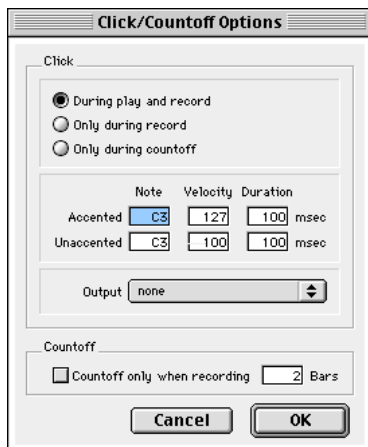 Click/Countoff Options
Click
During play and record
Only during record
Only during countoff
Note Velocity Duration
Accented C3 127 100 msec
Unaccented C3 100 100 msec
Output none
Countoff
Countoff only when recording 2 Bars
Cancel OK